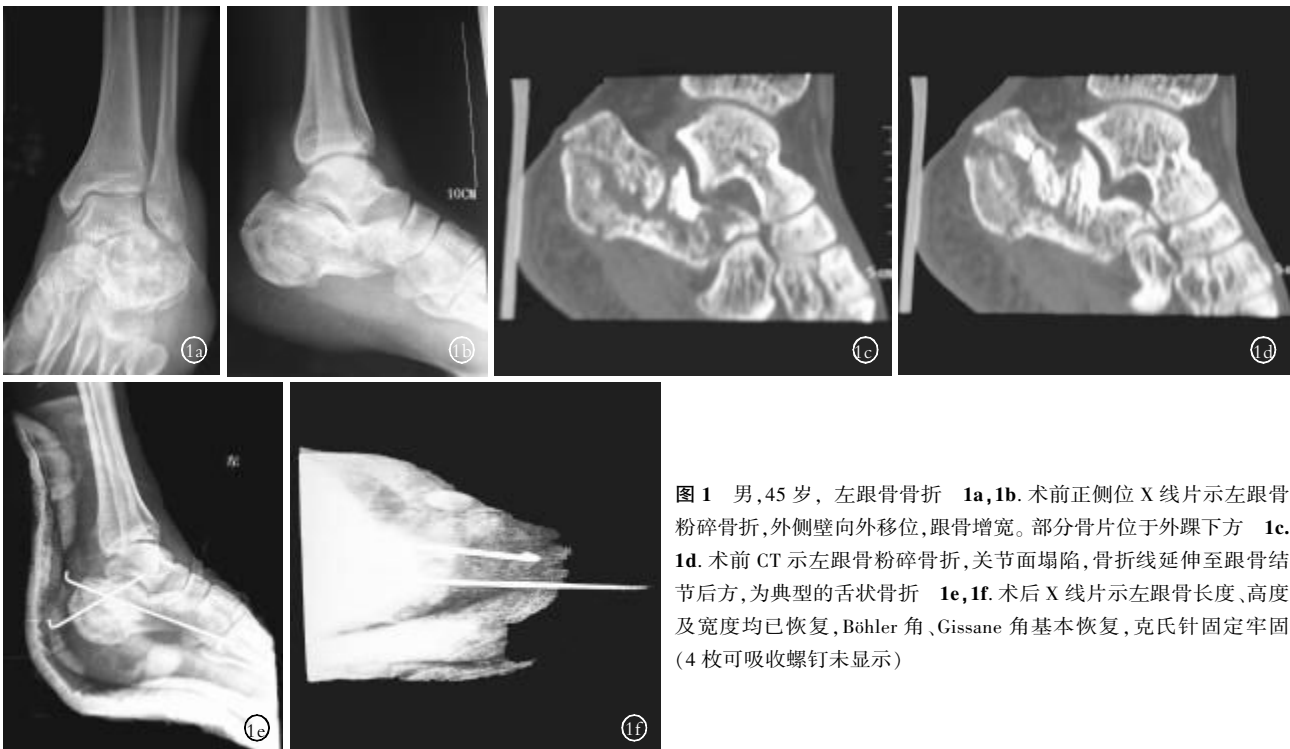 10CM
1a
1b
1c
1d
左
1e
1f
图 1 男,45 岁, 左跟骨骨折 1a,1b. 术前正侧位 X 线片示左跟骨
粉碎骨折,外侧壁向外移位,跟骨增宽。部分骨片位于外踝下方 1c.
1d. 术前 CT 示左跟骨粉碎骨折,关节面塌陷,骨折线延伸至跟骨结
节后方,为典型的舌状骨折 1e,1f. 术后 X 线片示左跟骨长度、高度
及宽度均已恢复,Böhler 角、Gissane 角基本恢复,克氏针固定牢固
(4 枚可吸收螺钉未显示)